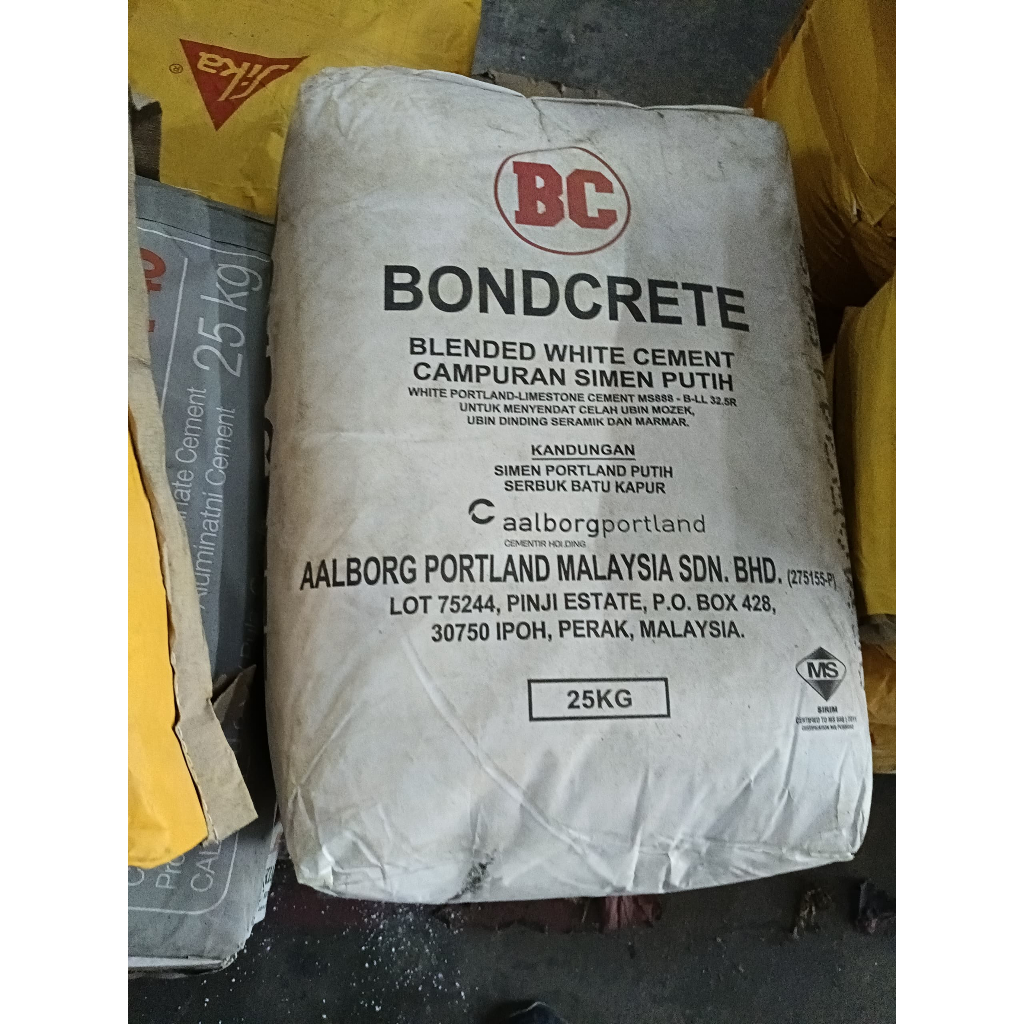 Sika
®
BC
BONDCRETE
BLENDED WHITE CEMENT
CAMPURAN SIMEN PUTIH
WHITE PORTLAND-LIMESTONE CEMENT MS888 - B-LL 32.5R
UNTUK MENYENDAT CELAH UBIN MOZEK,
UBIN DINDING SERAMIK DAN MARMAR.
KANDUNGAN
SIMEN PORTLAND PUTIH
SERBUK BATU KAPUR
aalborgportland
CEMENTIR HOLDING
AALBORG PORTLAND MALAYSIA SDN. BHD. (275155-P)
LOT 75244, PINJI ESTATE, P.O. BOX 428,
30750 IPOH, PERAK, MALAYSIA.
25KG
MS
SIRIM
25 kg
Cement
Cement